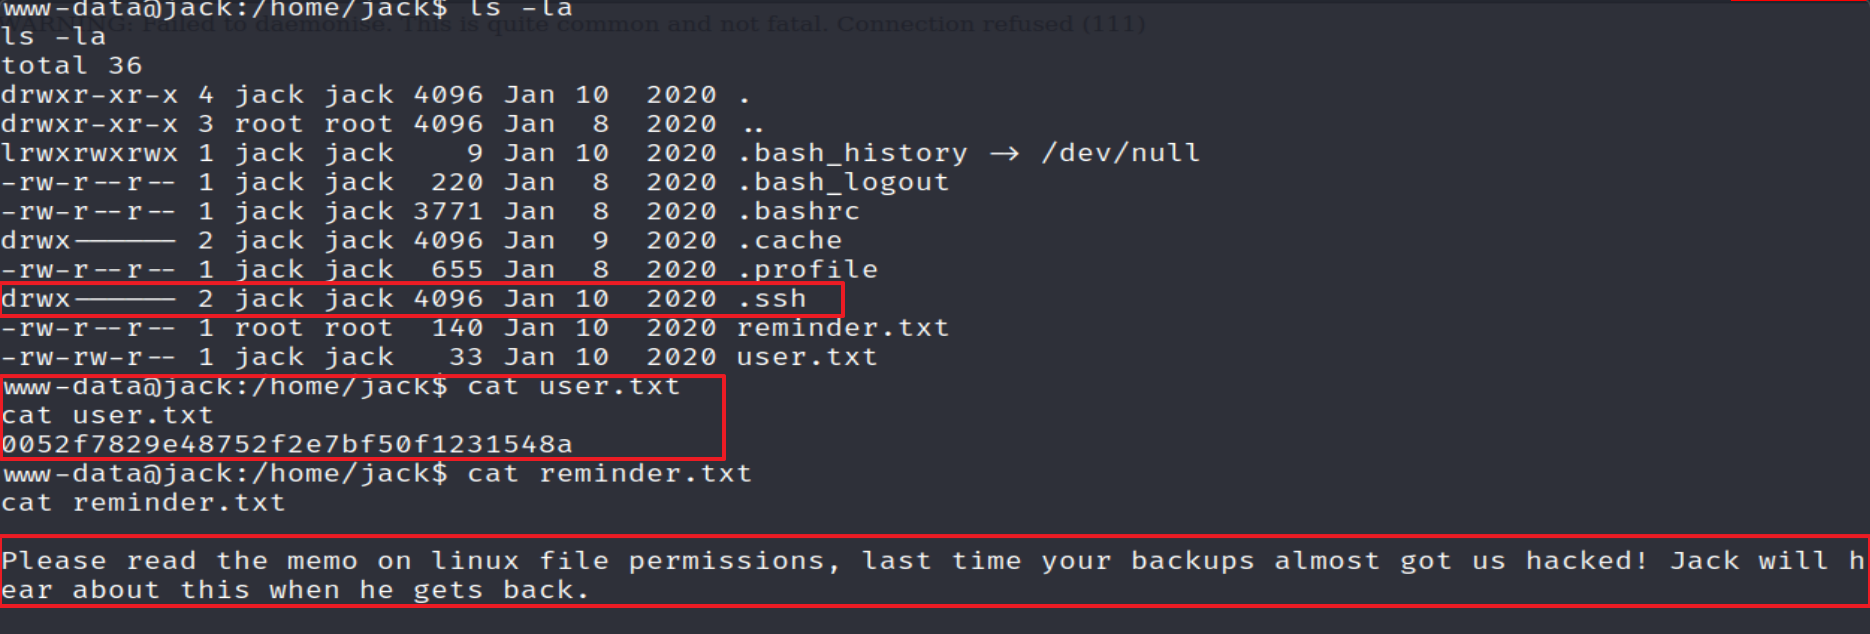 www-data@jack:/home/jack$ ls -la
WARNING: Failed to daemonise. This is quite common and not fatal. Connection refused (111)
ls -la
total 36
drwxr-xr-x 4 jack jack 4096 Jan 10  2020 .
drwxr-xr-x 3 root root 4096 Jan  8  2020 ..
lrwxrwxrwx 1 jack jack    9 Jan 10  2020 .bash_history → /dev/null
-rw-r--r-- 1 jack jack  220 Jan  8  2020 .bash_logout
-rw-r--r-- 1 jack jack 3771 Jan  8  2020 .bashrc
drwx------ 2 jack jack 4096 Jan  9  2020 .cache
-rw-r--r-- 1 jack jack  655 Jan  8  2020 .profile
drwx------ 2 jack jack 4096 Jan 10  2020 .ssh
-rw-r--r-- 1 root root  140 Jan 10  2020 reminder.txt
-rw-rw-r-- 1 jack jack   33 Jan 10  2020 user.txt
www-data@jack:/home/jack$ cat user.txt
cat user.txt
0052f7829e48752f2e7bf50f1231548a
www-data@jack:/home/jack$ cat reminder.txt
cat reminder.txt
Please read the memo on linux file permissions, last time your backups almost got us hacked! Jack will h
ear about this when he gets back.